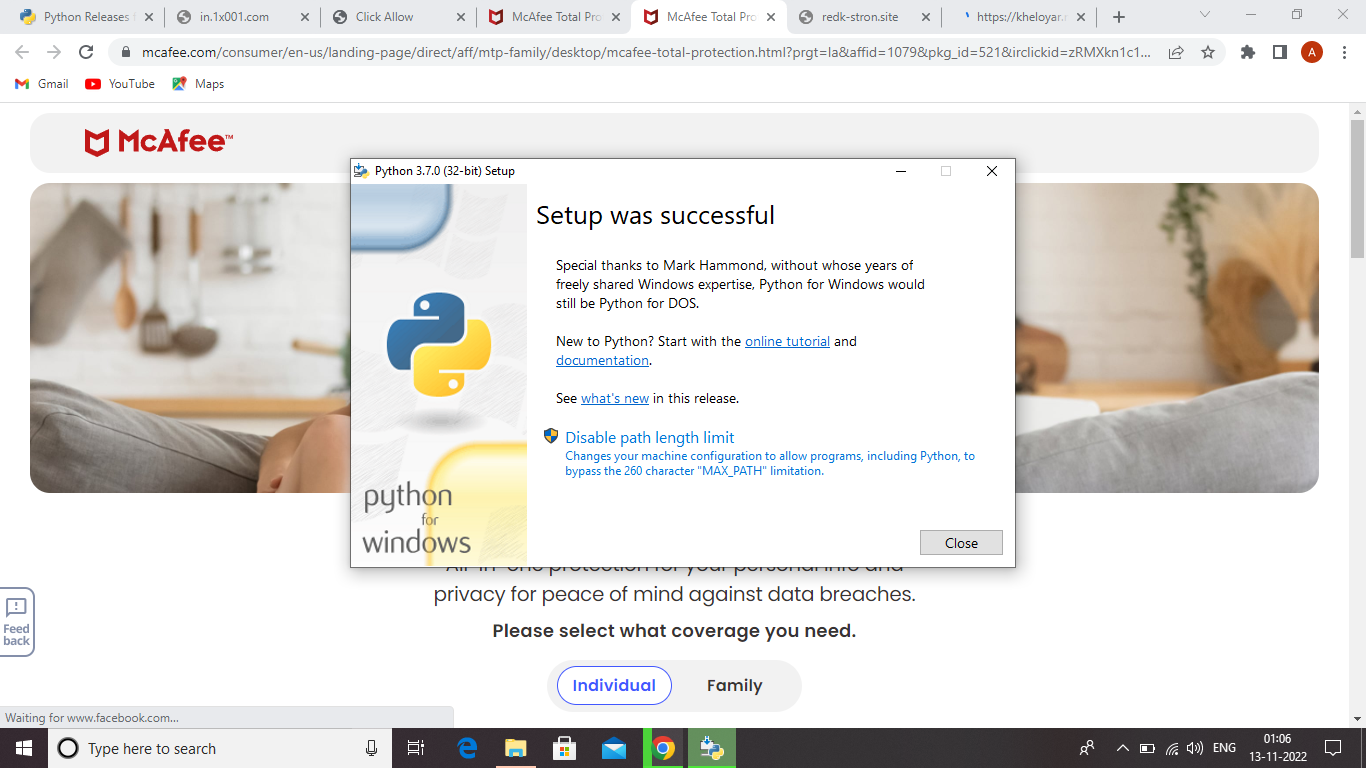 Python Releases f
in.1x001.com
Click Allow
McAfee Total Pro
McAfee Total Pro
redk-stron.site
https://kheloyar.n
mcafee.com/consumer/en-us/landing-page/direct/aff/mtp-family/desktop/mcafee-total-protection.html?prgt=la&affid=1079&pkg_id=521&irclickid=zRMXkn1c1...
A
Gmail
YouTube
Maps
McAfee™
Python 3.7.0 (32-bit) Setup
Setup was successful
Special thanks to Mark Hammond, without whose years of
freely shared Windows expertise, Python for Windows would
still be Python for DOS.
New to Python? Start with the online tutorial and
documentation.
See what's new in this release.
Disable path length limit
Changes your machine configuration to allow programs, including Python, to
bypass the 260 character "MAX_PATH" limitation.
python
for
windows
Close
All-in-one protection for your personal info and
privacy for peace of mind against data breaches.
Please select what coverage you need.
Individual
Family
Feed
back
Waiting for www.facebook.com...
Type here to search
ENG
01:06
13-11-2022